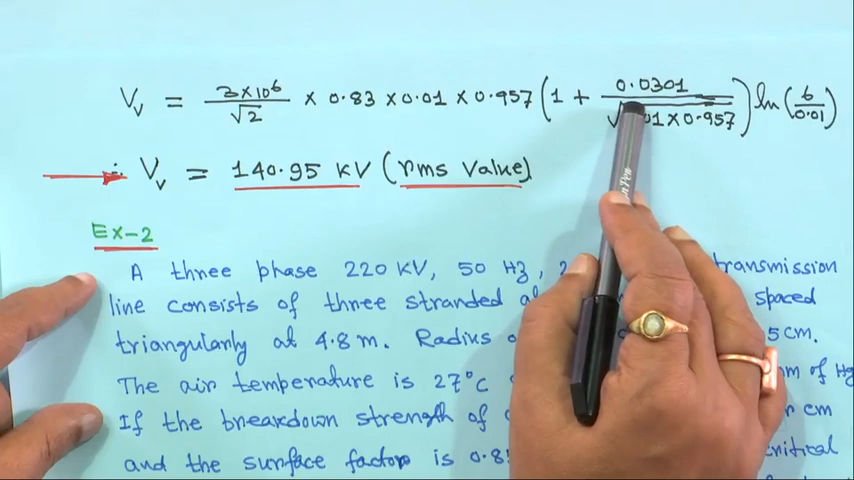 V_v = 3×10⁶/√2 × 0.83 × 0.01 × 0.957 (1 + 0.0301/√ 01×0.957) ln(6/0.01)
∴ V_v = 140.95 KV (rms value).
Ex-2
A three phase 220 KV, 50 Hz, transmission
line consists of three stranded spaced
triangularly at 4.8 m. Radius 5 cm.
The air temperature is 27°C of Hg
If the breakdown strength of cm
and the surface factor is 0.8 critical